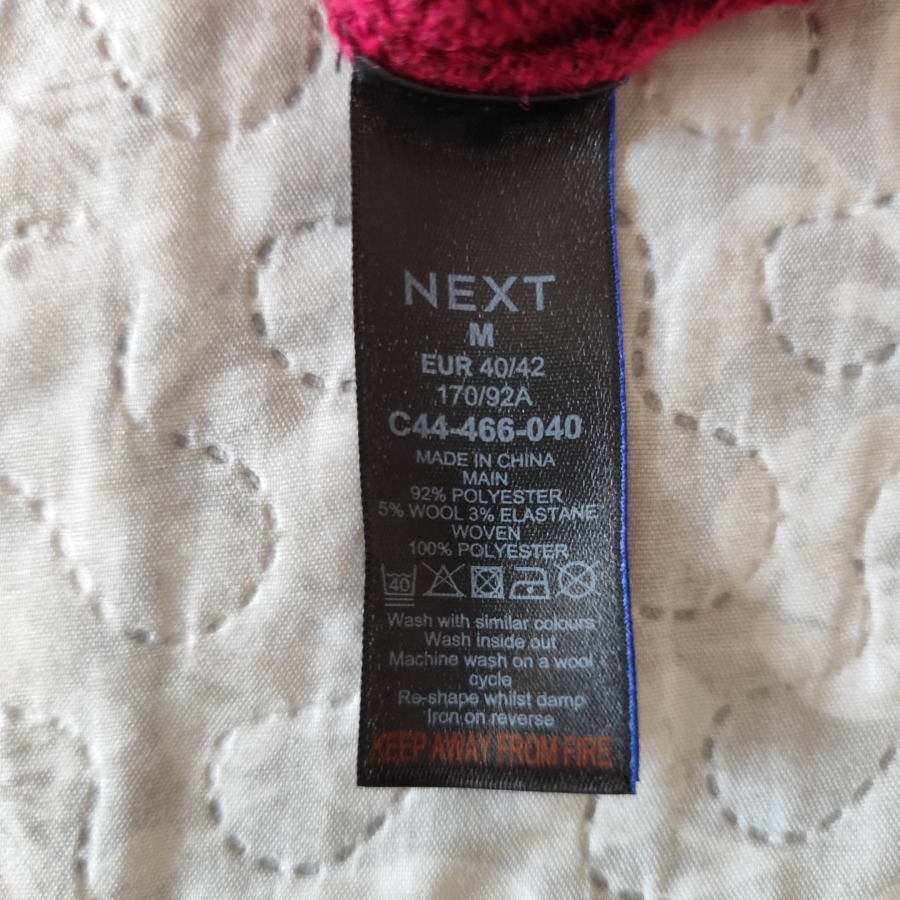 NEXT
M
EUR 40/42
170/92A
C44-466-040
MADE IN CHINA
MAIN
92% POLYESTER
5% WOOL 3% ELASTANE
WOVEN
100% POLYESTER
40
Wash with similar colours
Wash inside out
Machine wash on a wool
cycle
Re-shape whilst damp
Iron on reverse
KEEP AWAY FROM FIRE